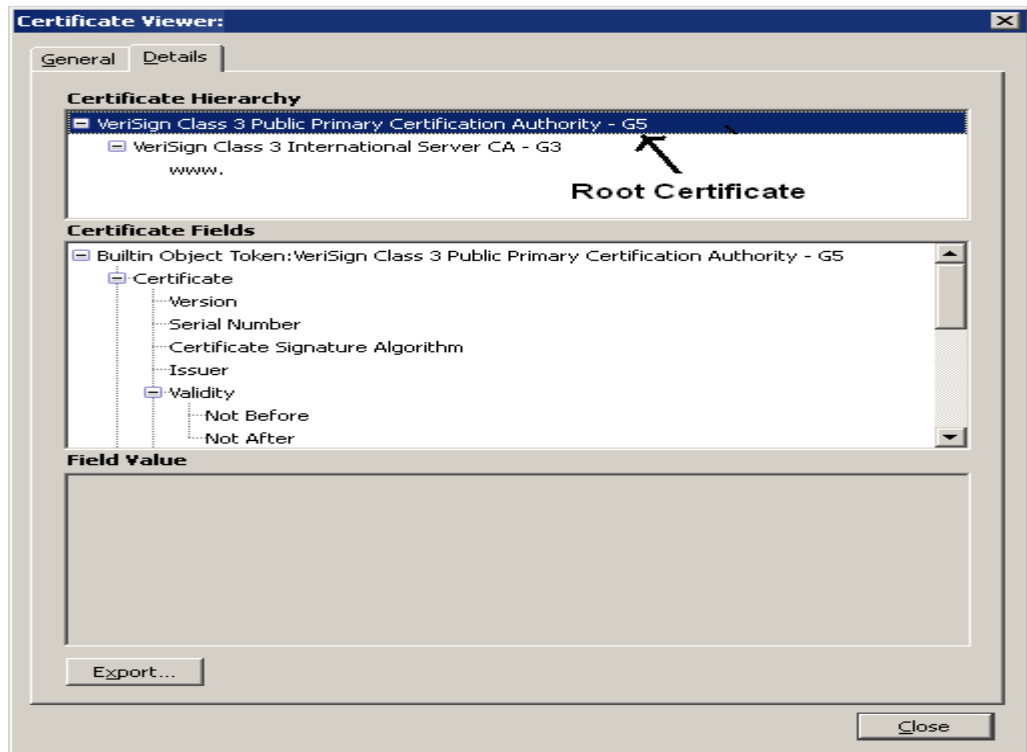 Certificate Viewer:
General Details
Certificate Hierarchy
VeriSign Class 3 Public Primary Certification Authority - G5
VeriSign Class 3 International Server CA - G3
www.
Root Certificate
Certificate Fields
Builtin Object Token:VeriSign Class 3 Public Primary Certification Authority - G5
Certificate
Version
Serial Number
Certificate Signature Algorithm
Issuer
Validity
Not Before
Not After
Field Value
Export...
Close